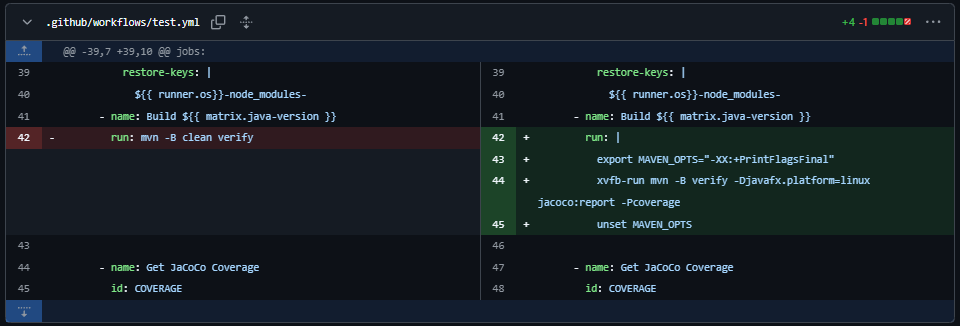 .github/workflows/test.yml +4 -1
@@ -39,7 +39,10 @@ jobs:
39 restore-keys: |
40 ${{ runner.os}}-node_modules-
41 - name: Build ${{ matrix.java-version }}
42 - run: mvn -B clean verify
43
44 - name: Get JaCoCo Coverage
45 id: COVERAGE
39 restore-keys: |
40 ${{ runner.os}}-node_modules-
41 - name: Build ${{ matrix.java-version }}
42 + run: |
43 + export MAVEN_OPTS="-XX:+PrintFlagsFinal"
44 + xvfb-run mvn -B verify -Djavafx.platform=linux
jacoco:report -Pcoverage
45 + unset MAVEN_OPTS
46
47 - name: Get JaCoCo Coverage
48 id: COVERAGE